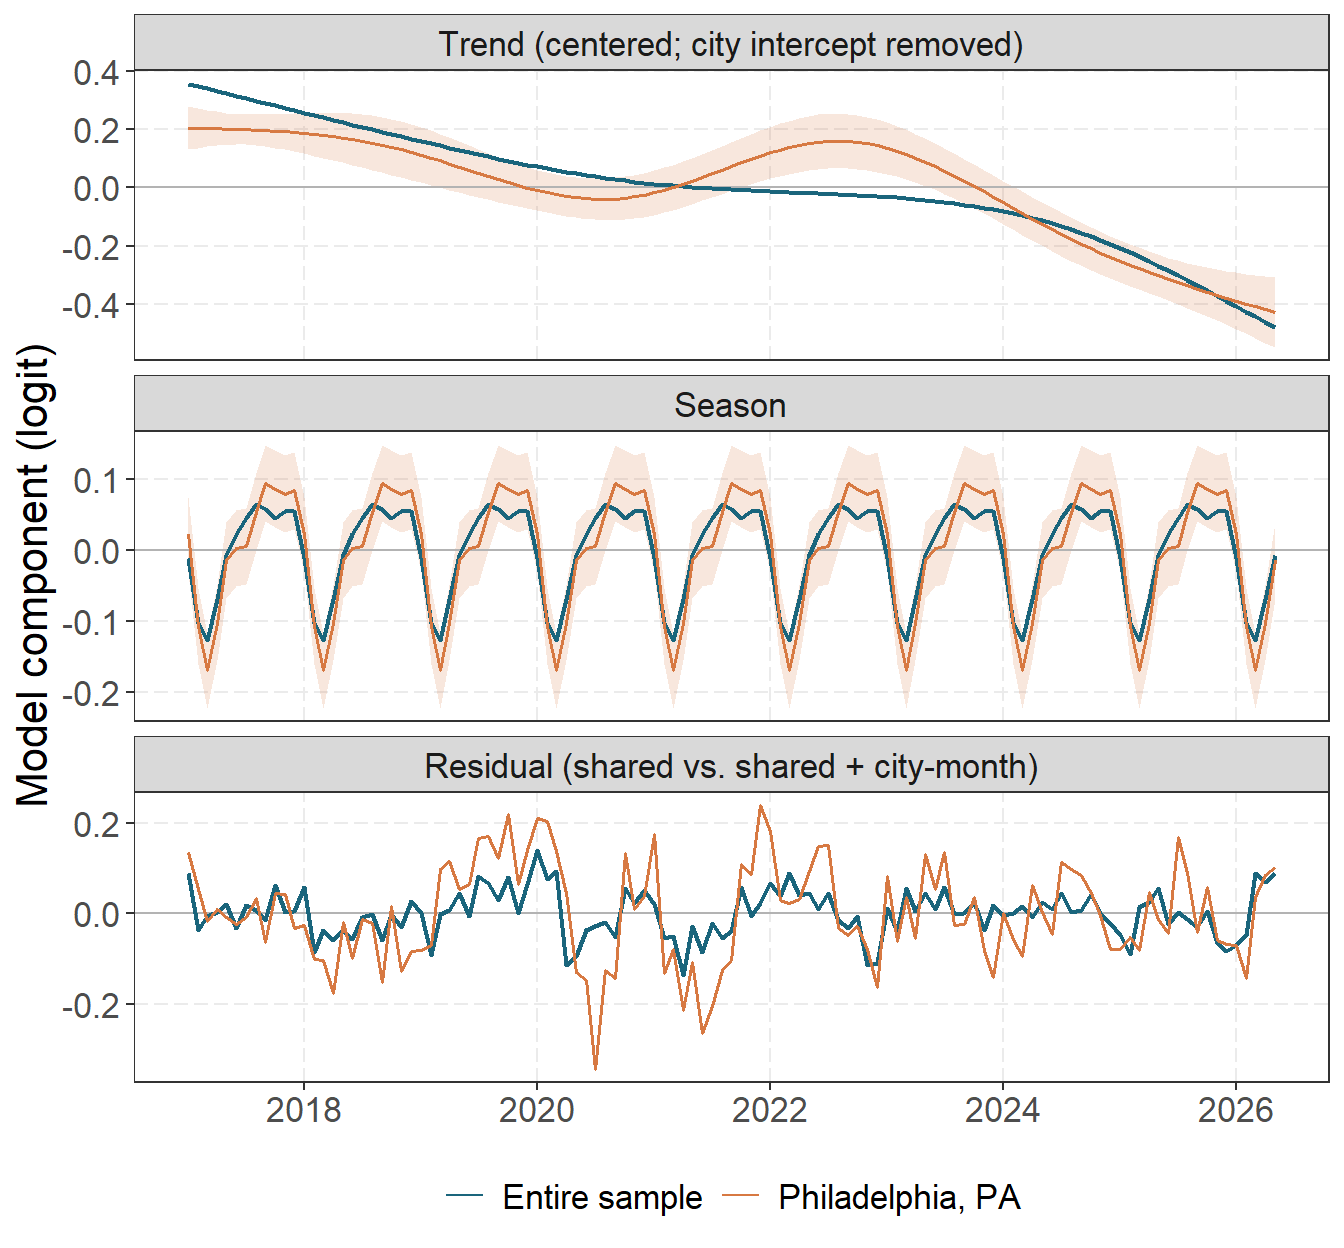 Trend (centered; city intercept removed)
0.4
0.2
0.0
-0.2
-0.4
Season
0.1
0.0
-0.1
-0.2
Residual (shared vs. shared + city-month)
0.2
0.0
-0.2
Model component (logit)
2018 2020 2022 2024 2026
Entire sample Philadelphia, PA